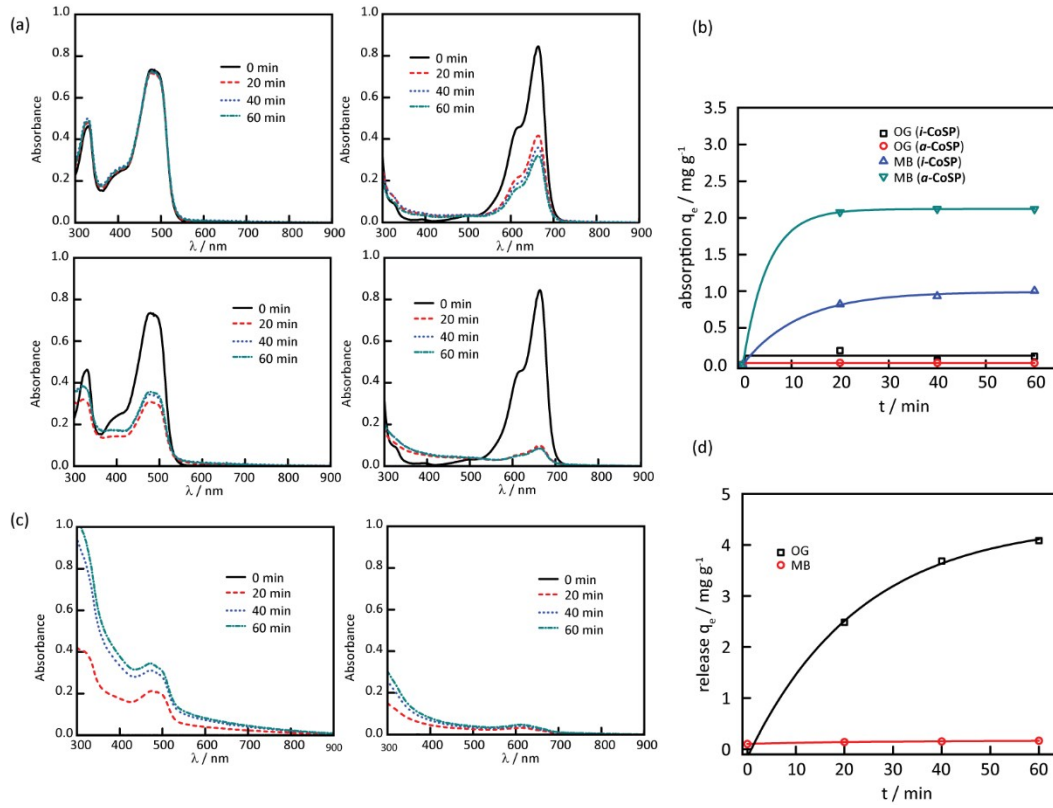 (a)
1.0
0.8
0.6
0.4
0.2
0.0
Absorbance
0 min
20 min
40 min
60 min
300 400 500 600 700 800 900
λ / nm
1.0
0.8
0.6
0.4
0.2
0.0
Absorbance
0 min
20 min
40 min
60 min
300 400 500 600 700 800 900
λ / nm
1.0
0.8
0.6
0.4
0.2
0.0
Absorbance
0 min
20 min
40 min
60 min
300 400 500 600 700 800 900
λ / nm
1.0
0.8
0.6
0.4
0.2
0.0
Absorbance
0 min
20 min
40 min
60 min
300 400 500 600 700 800 900
λ / nm
(b)
3.5
3.0
2.5
2.0
1.5
1.0
0.5
0.0
absorption qe / mg g-1
OG (i-CoSP)
OG (a-CoSP)
MB (i-CoSP)
MB (a-CoSP)
0 10 20 30 40 50 60
t / min
(c)
1.0
0.8
0.6
0.4
0.2
0.0
Absorbance
0 min
20 min
40 min
60 min
300 400 500 600 700 800 900
λ / nm
1.0
0.8
0.6
0.4
0.2
0.0
Absorbance
0 min
20 min
40 min
60 min
300 400 500 600 700 800 900
λ / nm
(d)
5
4
3
2
1
0
release qe / mg g-1
OG
MB
0 10 20 30 40 50 60
t / min